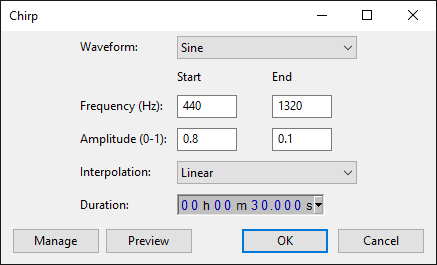 Chirp
Waveform: Sine
Start End
Frequency (Hz): 440 1320
Amplitude (0-1): 0.8 0.1
Interpolation: Linear
Duration: 00 h 00 m 30.000 s
Manage Preview OK Cancel